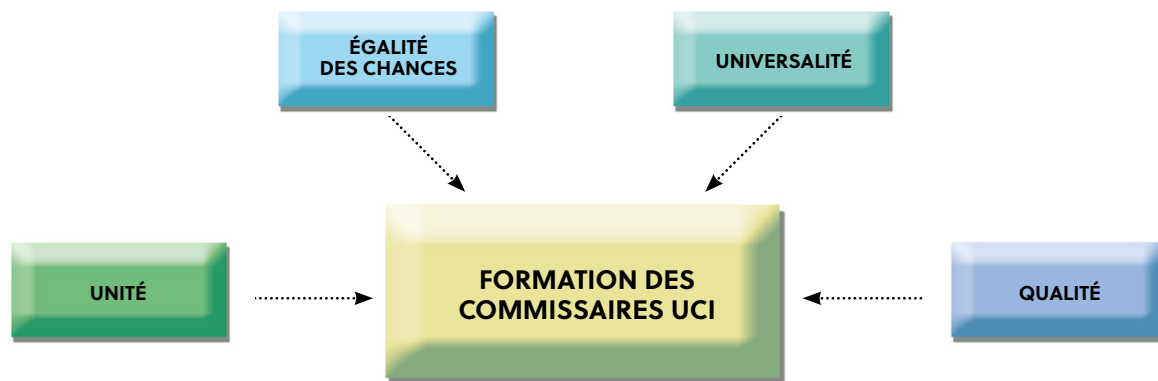 ÉGALITÉ
DES CHANCES
UNIVERSALITÉ
UNITÉ
FORMATION DES
COMMISSAIRES UCI
QUALITÉ